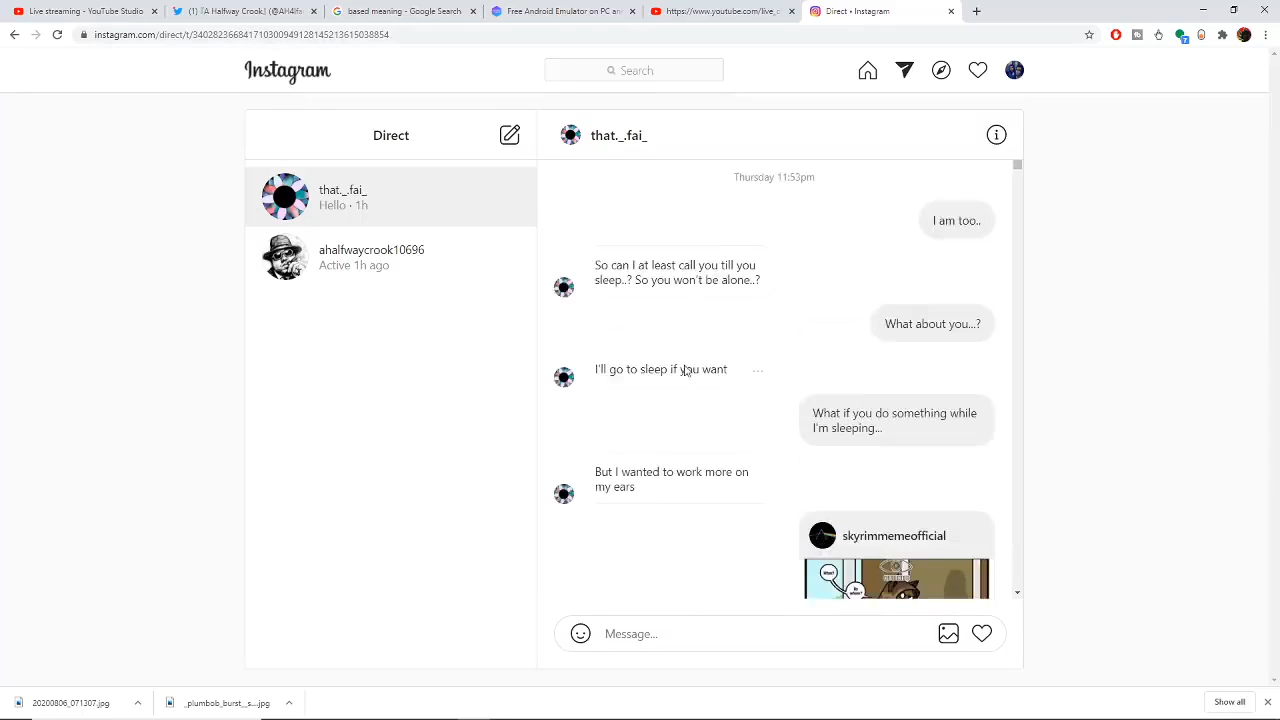 Live streaming - YouTube Studio
(1) [TA Halfway Crook] (@AH4lf
based meaning - Google Search
Free Android Emulator on PC an
https://www.youtube.com/live_c
Direct • Instagram
instagram.com/direct/t/340282366841710300949128145213615038854
Instagram
Search
Direct
that._.fai_
that._.fai_
Hello · 1h
ahalfwaycrook10696
Active 1h ago
Thursday 11:53pm
I am too..
So can I at least call you till you
sleep..? So you won't be alone..?
What about you...?
I'll go to sleep if you want
What if you do something while
I'm sleeping...
But I wanted to work more on
my ears
skyrimmemeofficial
Message...
20200806_071307.jpg
_plumbob_burst__s....jpg
Show all